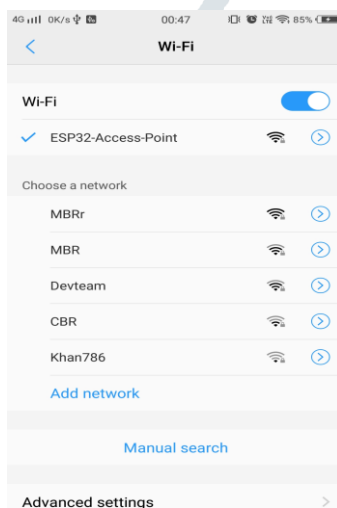 4G 0K/s 00:47 85%
Wi-Fi
Wi-Fi
ESP32-Access-Point
Choose a network
MBRr
MBR
Devteam
CBR
Khan786
Add network
Manual search
Advanced settings